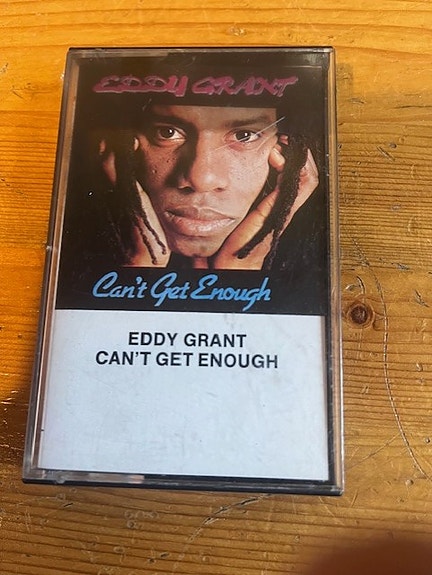 EDDY GRANT
Can't Get Enough
EDDY GRANT
CAN'T GET ENOUGH